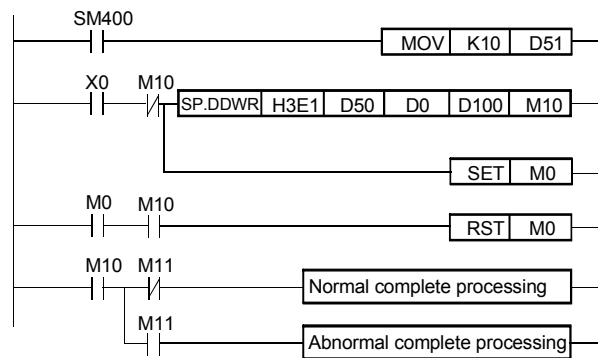 SM400
MOV K10 D51
X0 M10
SP.DDWR H3E1 D50 D0 D100 M10
SET M0
M0 M10
RST M0
M10 M11
Normal complete processing
M11
Abnormal complete processing